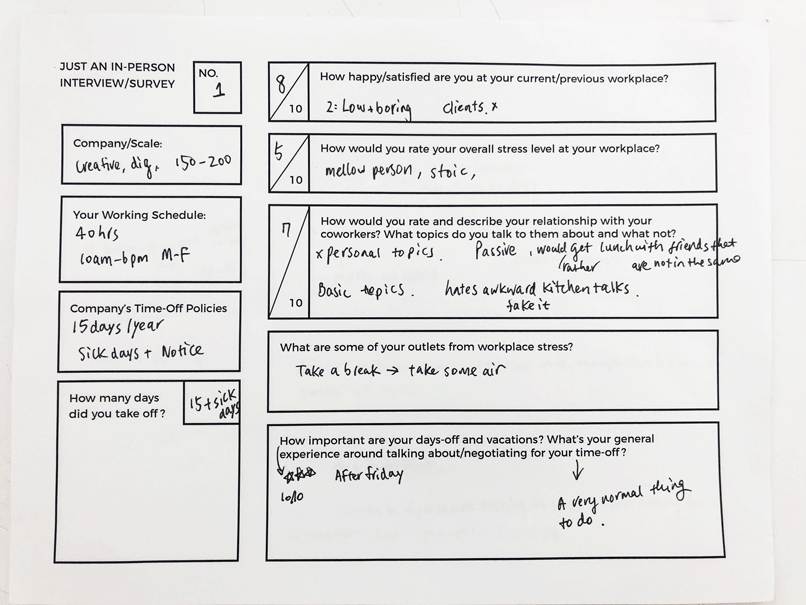 JUST AN IN-PERSON
INTERVIEW/SURVEY
NO.
1
Company/Scale:
Creative, dig, 150-200
Your Working Schedule:
40hrs
10am-6pm M-F
Company's Time-Off Policies
15days/year
Sick days + Notice
How many days
did you take off?
15+sick
days
8/10
How happy/satisfied are you at your current/previous workplace?
2: Low+boring clients. x
5/10
How would you rate your overall stress level at your workplace?
mellow person, stoic,
7/10
How would you rate and describe your relationship with your
coworkers? What topics do you talk to them about and what not?
x personal topics. Passive, would get lunch with friends that
rather are not in the same
Basic topics. hates awkward kitchen talks.
take it
What are some of your outlets from workplace stress?
Take a break → take some air
How important are your days-off and vacations? What's your general
experience around talking about/negotiating for your time-off?
After friday
10/10
A very normal thing
to do.